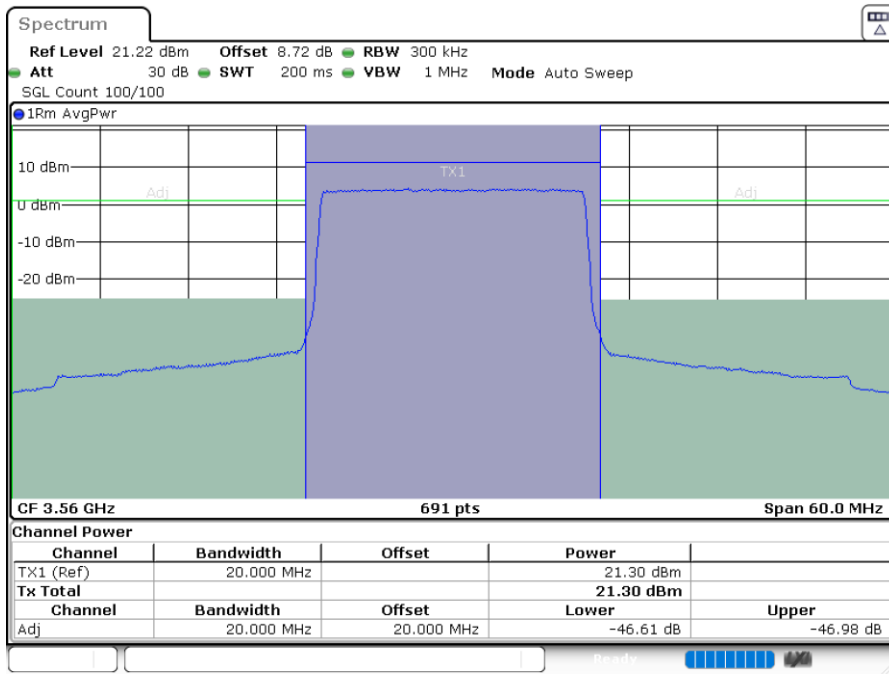 Spectrum
Ref Level 21.22 dBm Offset 8.72 dB RBW 300 kHz
Att 30 dB SWT 200 ms VBW 1 MHz Mode Auto Sweep
SGL Count 100/100
1Rm AvgPwr
10 dBm
TX1
Adj Adj
0 dBm
-10 dBm
-20 dBm
CF 3.56 GHz 691 pts Span 60.0 MHz
Channel Power
Channel Bandwidth Offset Power
TX1 (Ref) 20.000 MHz 21.30 dBm
Tx Total 21.30 dBm
Channel Bandwidth Offset Lower Upper
Adj 20.000 MHz 20.000 MHz -46.61 dB -46.98 dB
Ready